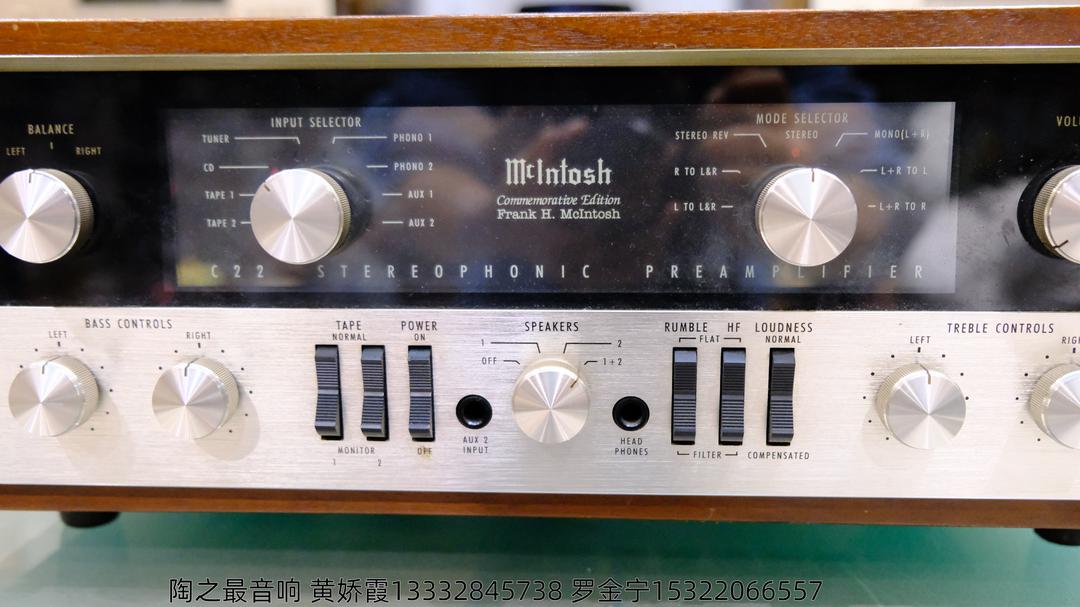 BALANCE
LEFT RIGHT
INPUT SELECTOR
TUNER PHONO 1
CD PHONO 2
TAPE 1 AUX 1
TAPE 2 AUX 2
McIntosh
Commemorative Edition
Frank H. McIntosh
MODE SELECTOR
STEREO REV STEREO MONO(L+R)
R TO L&R L+R TO L
L TO L&R L+R TO R
C22 STEREOPHONIC PREAMPLIFIER
BASS CONTROLS
LEFT RIGHT
TAPE
NORMAL
MONITOR
1 2
POWER
ON
OFF
AUX 2
INPUT
SPEAKERS
1 2
OFF 1+2
HEAD
PHONES
RUMBLE HF
FLAT
FILTER
LOUDNESS
NORMAL
COMPENSATED
TREBLE CONTROLS
LEFT
陶之最音响 黄娇霞13332845738 罗金宁15322066557